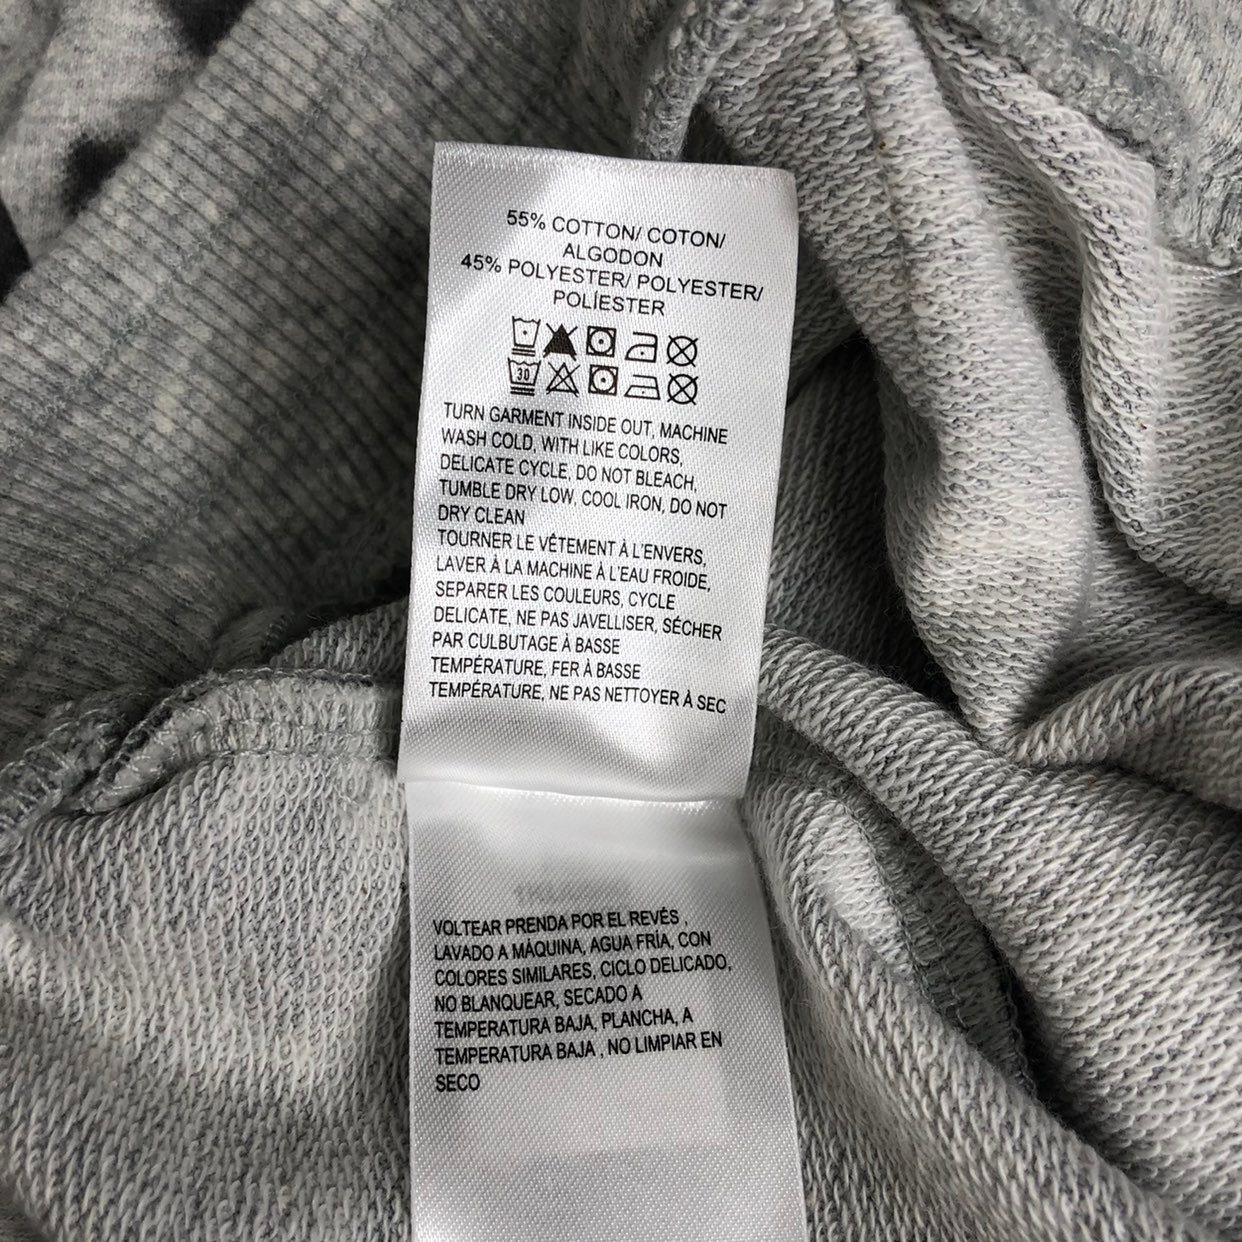 55% COTTON/ COTON/
ALGODON
45% POLYESTER/ POLYESTER/
POLÍESTER
30
TURN GARMENT INSIDE OUT, MACHINE
WASH COLD, WITH LIKE COLORS,
DELICATE CYCLE, DO NOT BLEACH,
TUMBLE DRY LOW, COOL IRON, DO NOT
DRY CLEAN
TOURNER LE VÊTEMENT À L'ENVERS,
LAVER À LA MACHINE À L'EAU FROIDE,
SEPARER LES COULEURS, CYCLE
DELICATE, NE PAS JAVELLISER, SÉCHER
PAR CULBUTAGE À BASSE
TEMPÉRATURE, FER À BASSE
TEMPÉRATURE, NE PAS NETTOYER À SEC
VOLTEAR PRENDA POR EL REVÉS ,
LAVADO A MÁQUINA, AGUA FRÍA, CON
COLORES SIMILARES, CICLO DELICADO,
NO BLANQUEAR, SECADO A
TEMPERATURA BAJA, PLANCHA, A
TEMPERATURA BAJA , NO LIMPIAR EN
SECO